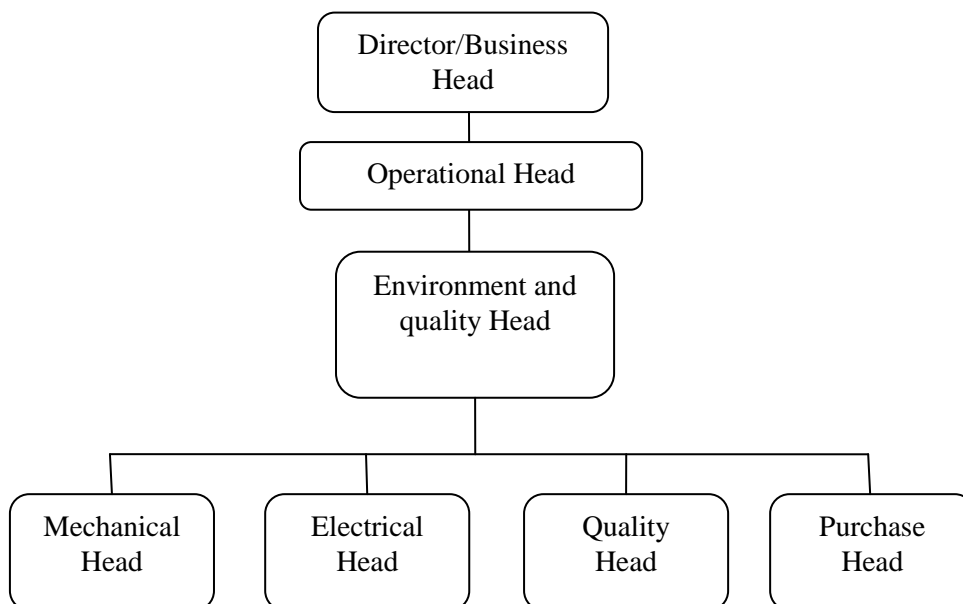 Director/Business
Head
Operational Head
Environment and
quality Head
Mechanical
Head
Electrical
Head
Quality
Head
Purchase
Head